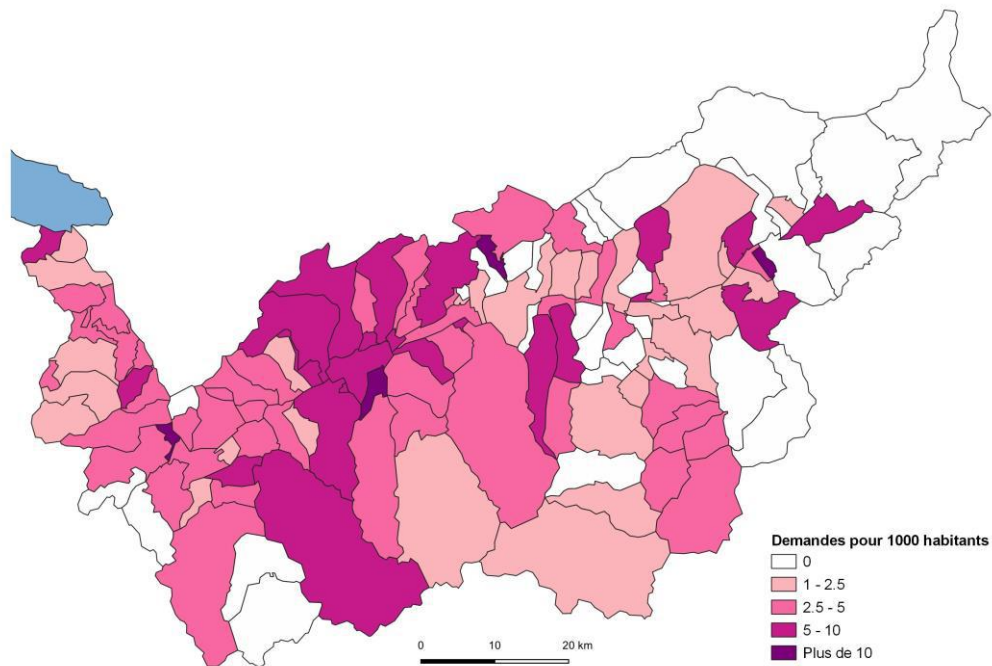 Demandes pour 1000 habitants
0
1 - 2.5
2.5 - 5
5 - 10
Plus de 10
0 10 20 km